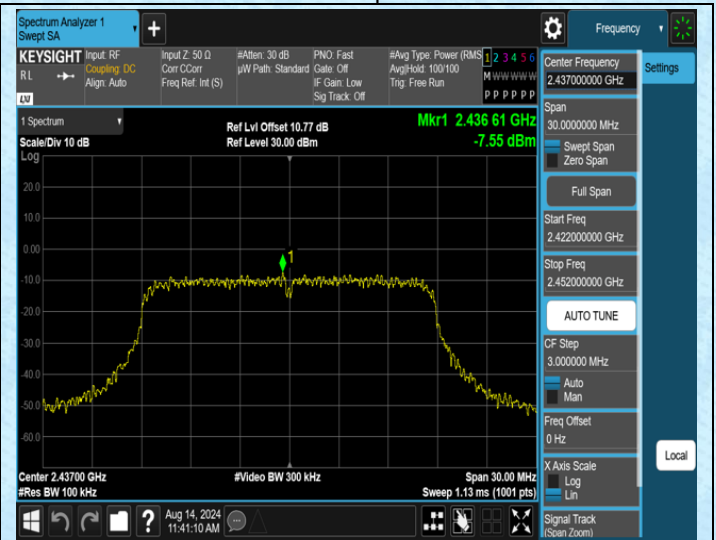 Spectrum Analyzer 1
Swept SA
+
Frequency
KEYSIGHT
RL
LXI
Input: RF
Coupling: DC
Align: Auto
Input Z: 50 Ω
Corr CCorr
Freq Ref: Int (S)
#Atten: 30 dB
µW Path: Standard
PNO: Fast
Gate: Off
IF Gain: Low
Sig Track: Off
#Avg Type: Power (RMS
Avg|Hold: 100/100
Trig: Free Run
1 2 3 4 5 6
M W W W W W
P P P P P P
1 Spectrum
Scale/Div 10 dB
Log
Ref Lvl Offset 10.77 dB
Ref Level 30.00 dBm
Mkr1 2.436 61 GHz
-7.55 dBm
20.0
10.0
0.00
-10.0
-20.0
-30.0
-40.0
-50.0
-60.0
1
Center 2.43700 GHz
#Res BW 100 kHz
#Video BW 300 kHz
Span 30.00 MHz
Sweep 1.13 ms (1001 pts)
Aug 14, 2024
11:41:10 AM
?
Center Frequency
2.437000000 GHz
Settings
Span
30.0000000 MHz
Swept Span
Zero Span
Full Span
Start Freq
2.422000000 GHz
Stop Freq
2.452000000 GHz
AUTO TUNE
CF Step
3.000000 MHz
Auto
Man
Freq Offset
0 Hz
X Axis Scale
Log
Lin
Local
Signal Track
(Span Zoom)